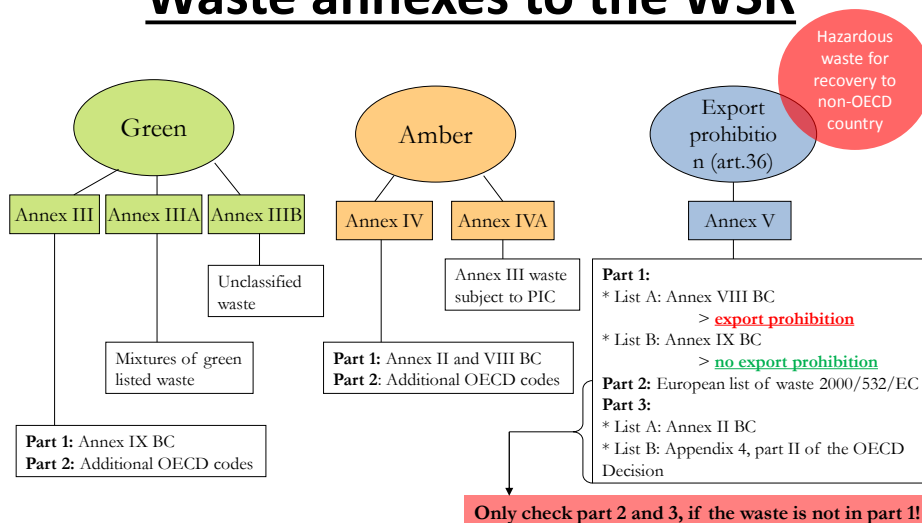 Waste annexes to the WSR
Hazardous
waste for
recovery to
non-OECD
country
Green
Amber
Export
prohibitio
n (art.36)
Annex III
Annex IIIA
Annex IIIB
Annex IV
Annex IVA
Annex V
Unclassified
waste
Annex III waste
subject to PIC
Mixtures of green
listed waste
Part 1: Annex II and VIII BC
Part 2: Additional OECD codes
Part 1: Annex IX BC
Part 2: Additional OECD codes
Part 1:
* List A: Annex VIII BC
> export prohibition
* List B: Annex IX BC
> no export prohibition
Part 2: European list of waste 2000/532/EC
Part 3:
* List A: Annex II BC
* List B: Appendix 4, part II of the OECD
Decision
Only check part 2 and 3, if the waste is not in part 1!